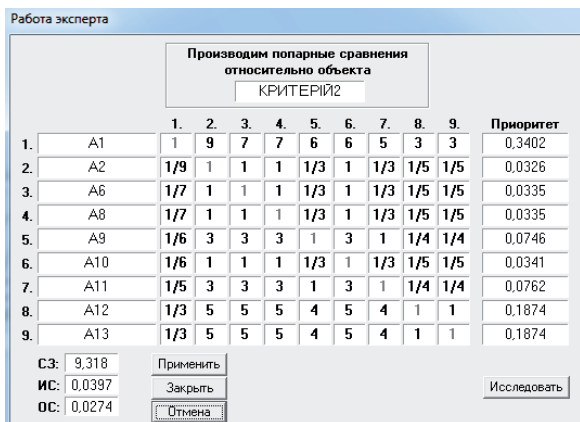 Работа эксперта
Производим попарные сравнения
относительно объекта
КРИТЕРІЙ2
1. 2. 3. 4. 5. 6. 7. 8. 9. Приоритет
1. A1 1 9 7 7 6 6 5 3 3 0,3402
2. A2 1/9 1 1 1 1/3 1 1/3 1/5 1/5 0,0326
3. A6 1/7 1 1 1 1/3 1 1/3 1/5 1/5 0,0335
4. A8 1/7 1 1 1 1/3 1 1/3 1/5 1/5 0,0335
5. A9 1/6 3 3 3 1 3 1 1/4 1/4 0,0746
6. A10 1/6 1 1 1 1/3 1 1/3 1/5 1/5 0,0341
7. A11 1/5 3 3 3 1 3 1 1/4 1/4 0,0762
8. A12 1/3 5 5 5 4 5 4 1 1 0,1874
9. A13 1/3 5 5 5 4 5 4 1 1 0,1874
СЗ: 9,318 Применить
ИС: 0,0397 Закрыть Исследовать
ОС: 0,0274 Отмена